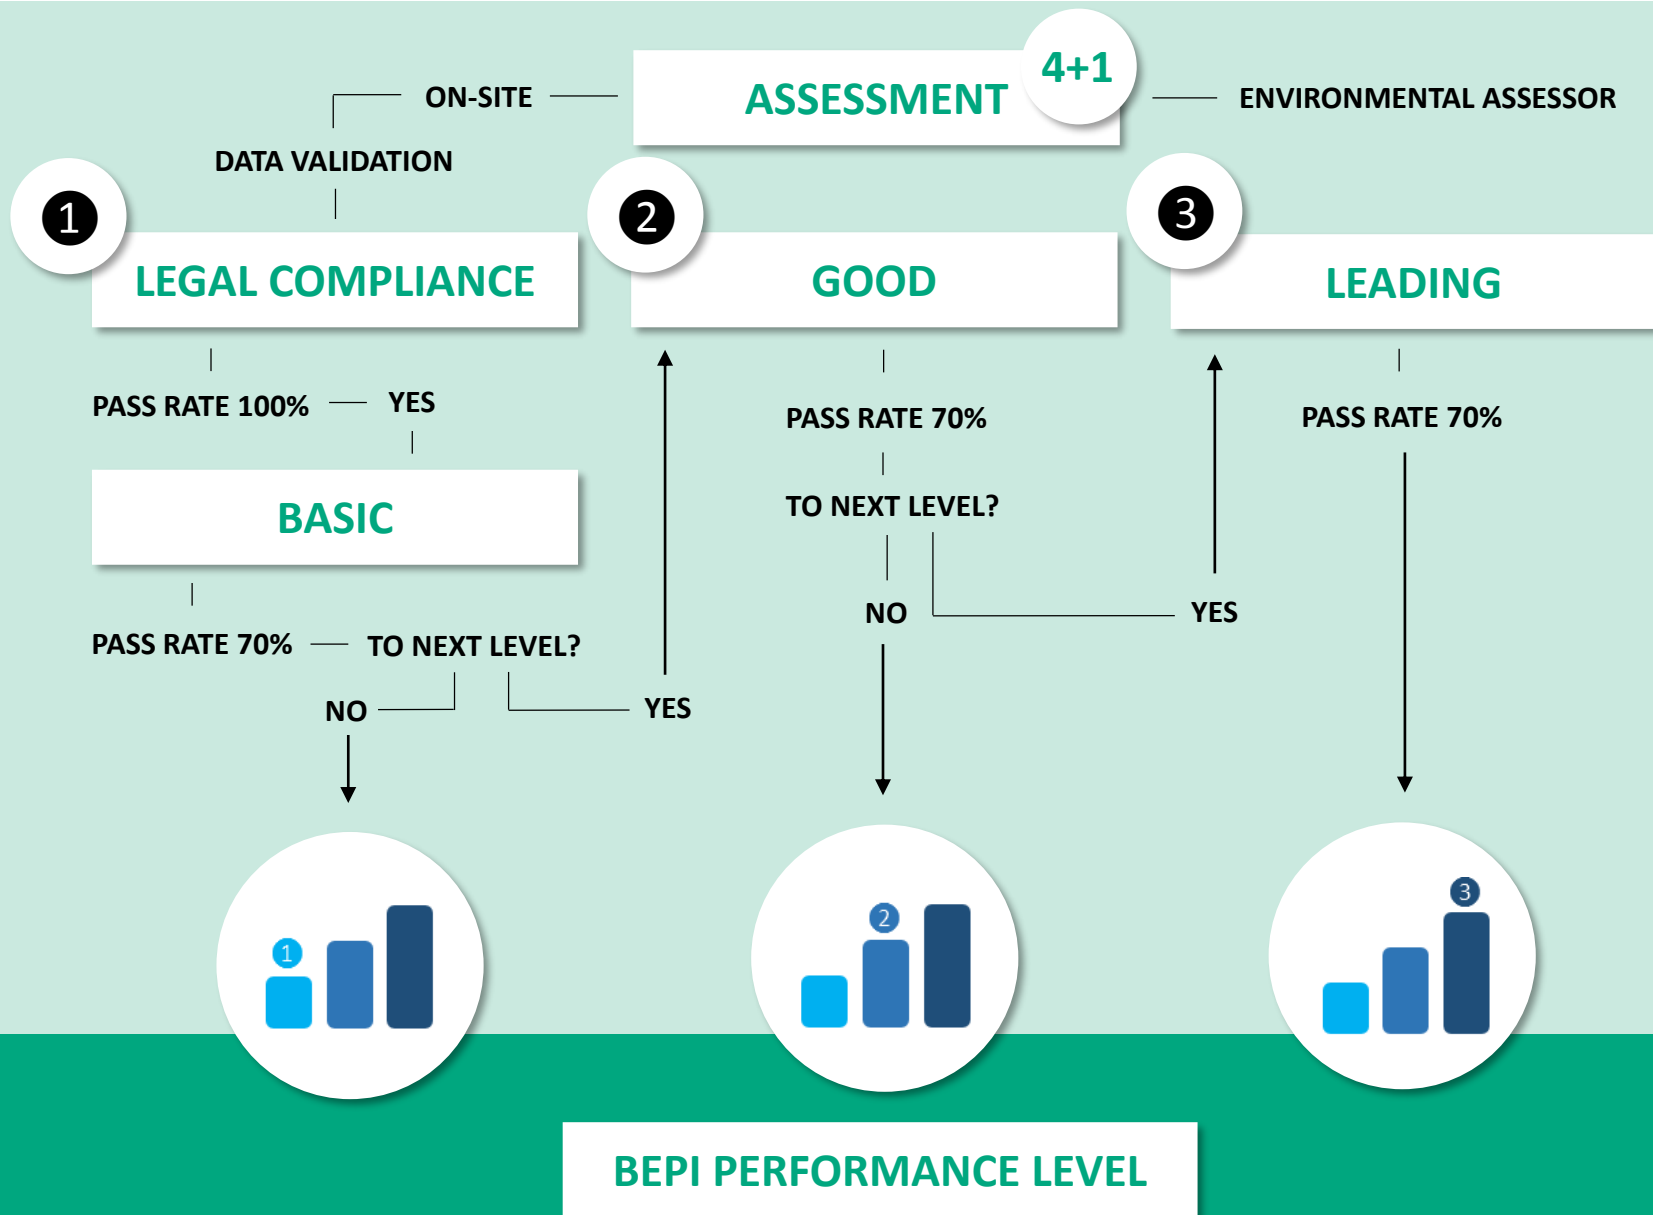 4+1
ON-SITE
ASSESSMENT
ENVIRONMENTAL ASSESSOR
DATA VALIDATION
1
2
3
LEGAL COMPLIANCE
GOOD
LEADING
PASS RATE 100%
YES
PASS RATE 70%
PASS RATE 70%
BASIC
TO NEXT LEVEL?
NO
YES
PASS RATE 70%
TO NEXT LEVEL?
NO
YES
1
2
3
BEPI PERFORMANCE LEVEL